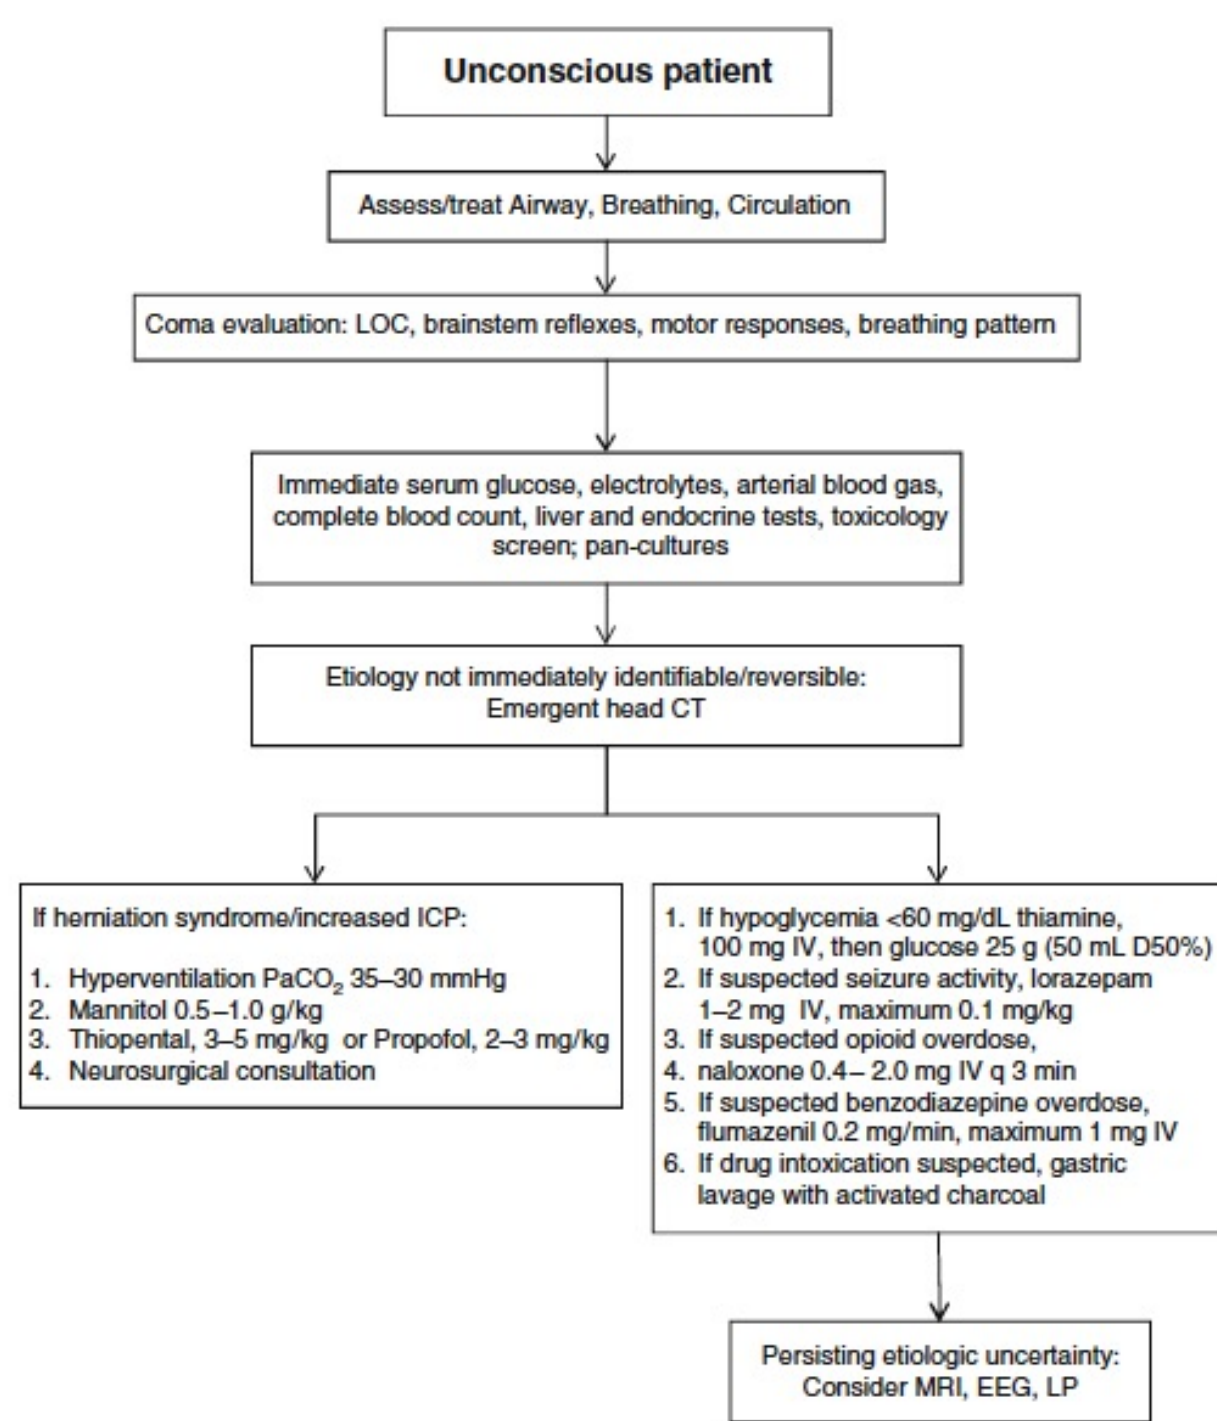 Unconscious patient
Assess/treat Airway, Breathing, Circulation
Coma evaluation: LOC, brainstem reflexes, motor responses, breathing pattern
Immediate serum glucose, electrolytes, arterial blood gas,
complete blood count, liver and endocrine tests, toxicology
screen; pan-cultures
Etiology not immediately identifiable/reversible:
Emergent head CT
If herniation syndrome/increased ICP:
1. Hyperventilation PaCO₂ 35–30 mmHg
2. Mannitol 0.5–1.0 g/kg
3. Thiopental, 3–5 mg/kg or Propofol, 2–3 mg/kg
4. Neurosurgical consultation
1. If hypoglycemia <60 mg/dL thiamine,
100 mg IV, then glucose 25 g (50 mL D50%)
2. If suspected seizure activity, lorazepam
1–2 mg IV, maximum 0.1 mg/kg
3. If suspected opioid overdose,
4. naloxone 0.4– 2.0 mg IV q 3 min
5. If suspected benzodiazepine overdose,
flumazenil 0.2 mg/min, maximum 1 mg IV
6. If drug intoxication suspected, gastric
lavage with activated charcoal
Persisting etiologic uncertainty:
Consider MRI, EEG, LP